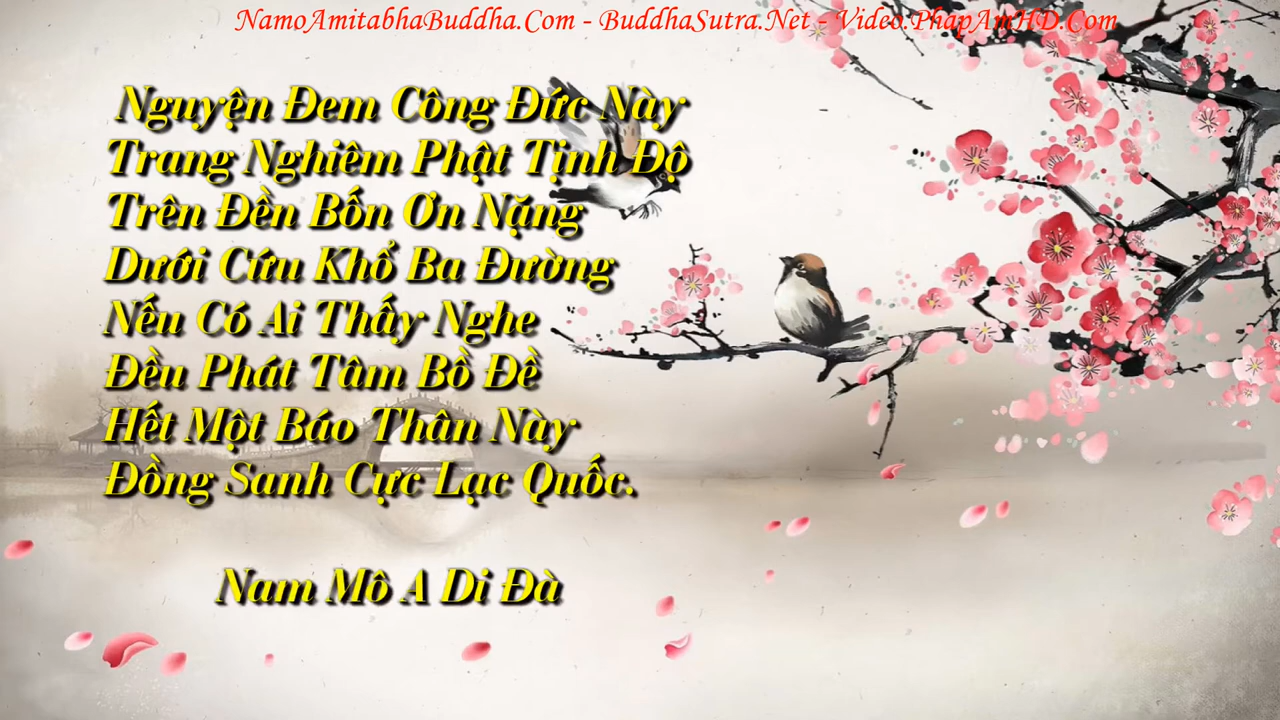 NamoAmitabhaBuddha.Com - BuddhaSutra.Net - Video.PhapAmHD.Com
Nguyện Đem Công Đức Này
Trang Nghiêm Phật Tịnh Độ
Trên Đền Bốn Ơn Nặng
Dưới Cứu Khổ Ba Đường
Nếu Có Ai Thấy Nghe
Đều Phát Tâm Bồ Đề
Hết Một Báo Thân Này
Đồng Sanh Cực Lạc Quốc.
Nam Mô A Di Đà